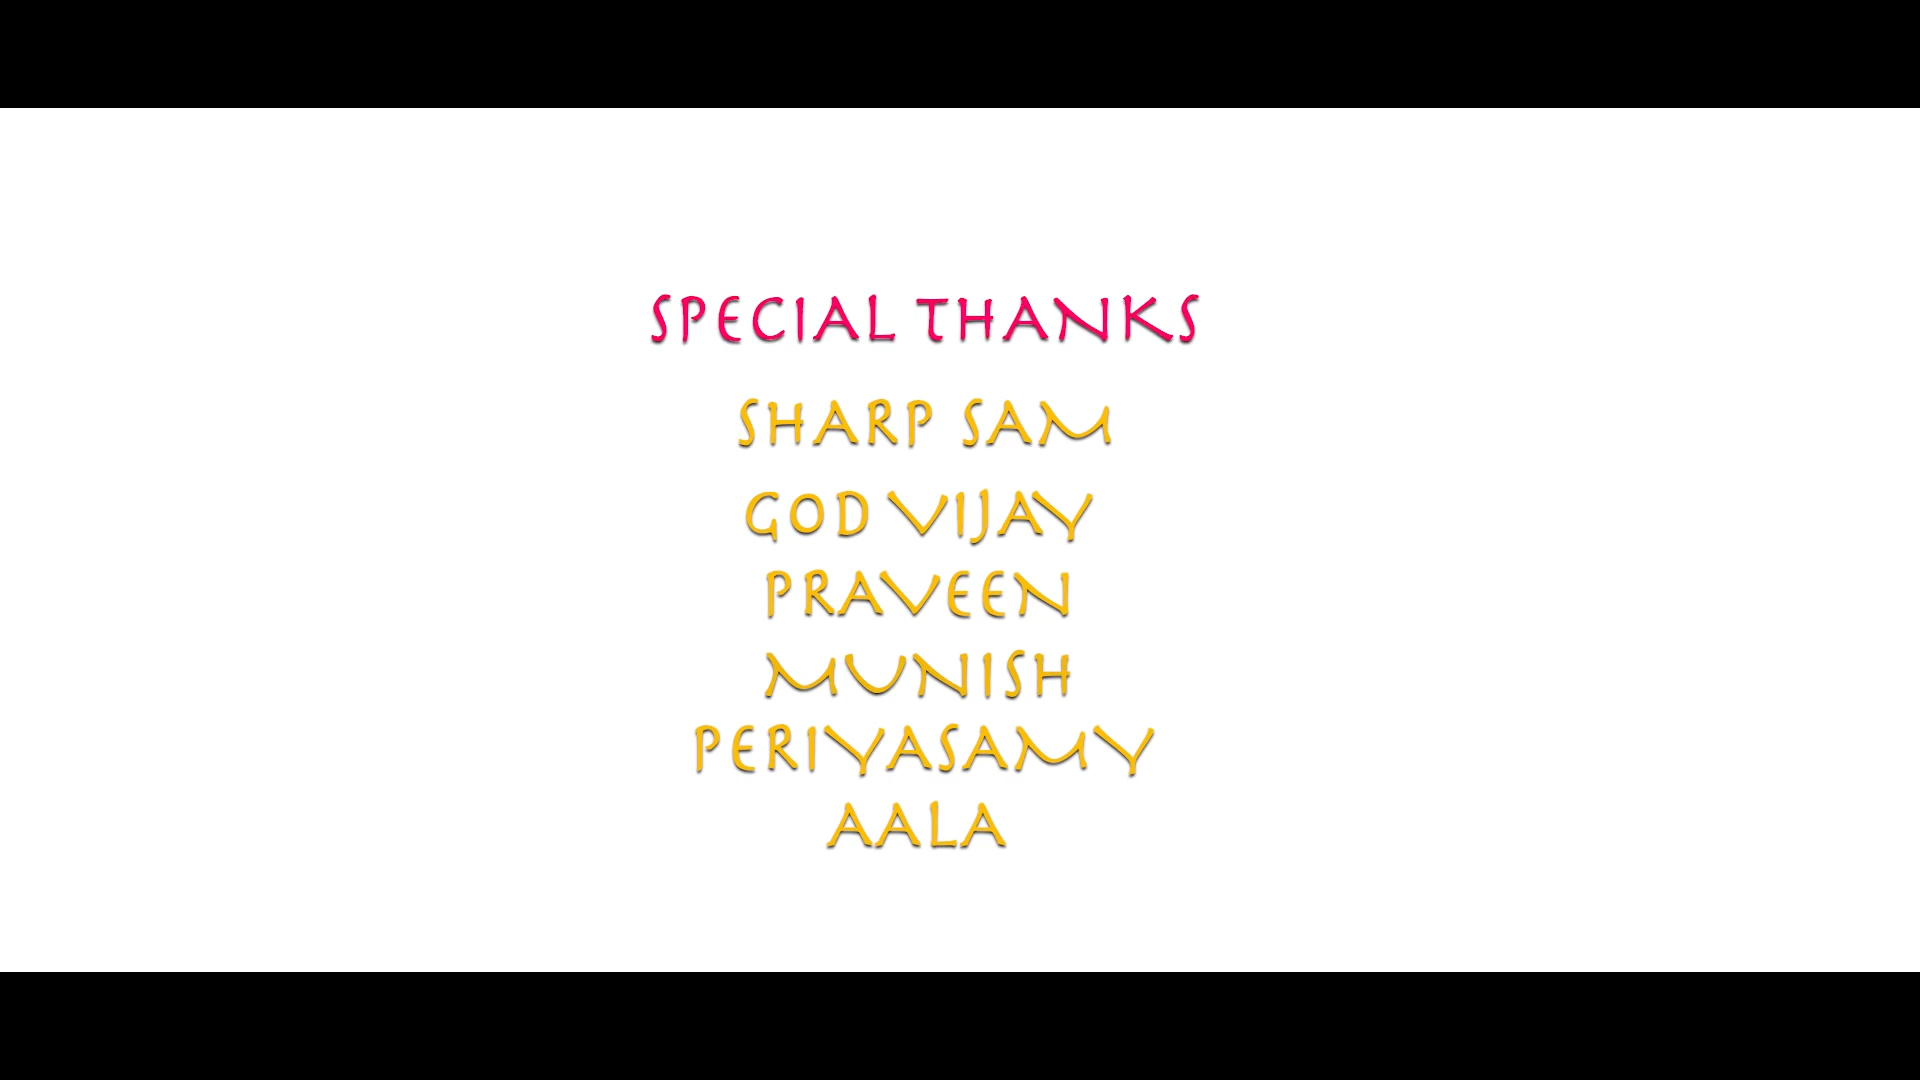 SPECIAL THANKS
SHARP SAM
GOD VIJAY
PRAVEEN
MUNISH
PERIYASAMY
AALA